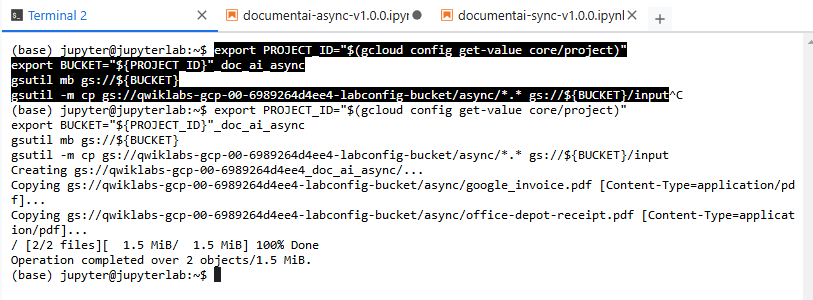 Terminal 2
documentai-async-v1.0.0.ipyn
documentai-sync-v1.0.0.ipynl
(base) jupyter@jupyterlab:~$ export PROJECT_ID="$(gcloud config get-value core/project)"
export BUCKET="${PROJECT_ID}"_doc_ai_async
gsutil mb gs://${BUCKET}
gsutil -m cp gs://qwiklabs-gcp-00-6989264d4ee4-labconfig-bucket/async/*.* gs://${BUCKET}/input^C
(base) jupyter@jupyterlab:~$ export PROJECT_ID="$(gcloud config get-value core/project)"
export BUCKET="${PROJECT_ID}"_doc_ai_async
gsutil mb gs://${BUCKET}
gsutil -m cp gs://qwiklabs-gcp-00-6989264d4ee4-labconfig-bucket/async/*.* gs://${BUCKET}/input
Creating gs://qwiklabs-gcp-00-6989264d4ee4_doc_ai_async/...
Copying gs://qwiklabs-gcp-00-6989264d4ee4-labconfig-bucket/async/google_invoice.pdf [Content-Type=application/pd
f]...
Copying gs://qwiklabs-gcp-00-6989264d4ee4-labconfig-bucket/async/office-depot-receipt.pdf [Content-Type=applicat
ion/pdf]...
/ [2/2 files][  1.5 MiB/  1.5 MiB] 100% Done
Operation completed over 2 objects/1.5 MiB.
(base) jupyter@jupyterlab:~$